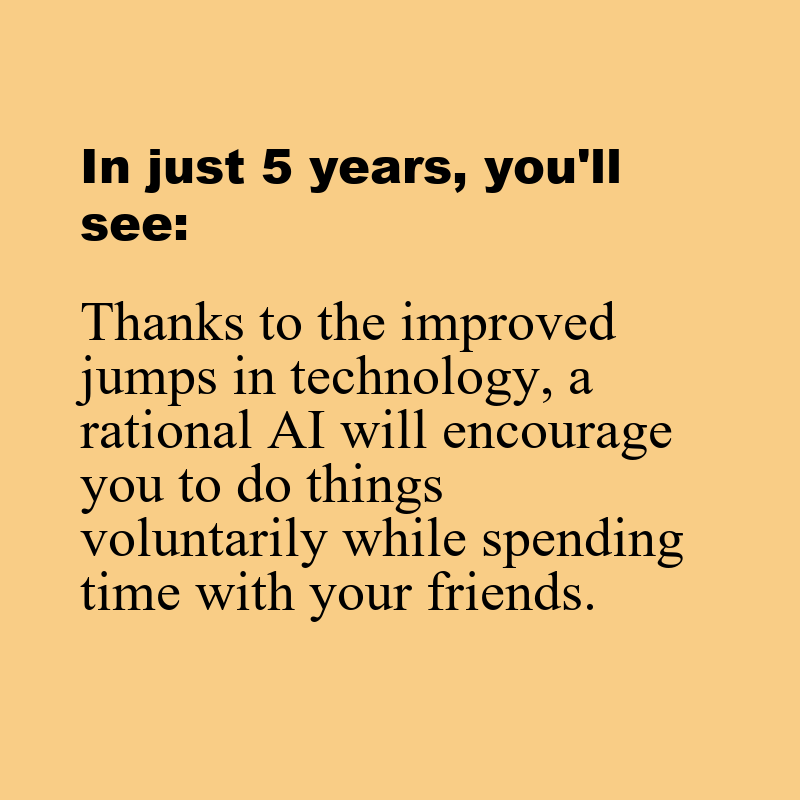 In just 5 years, you'll
see:
Thanks to the improved
jumps in technology, a
rational AI will encourage
you to do things
voluntarily while spending
time with your friends.